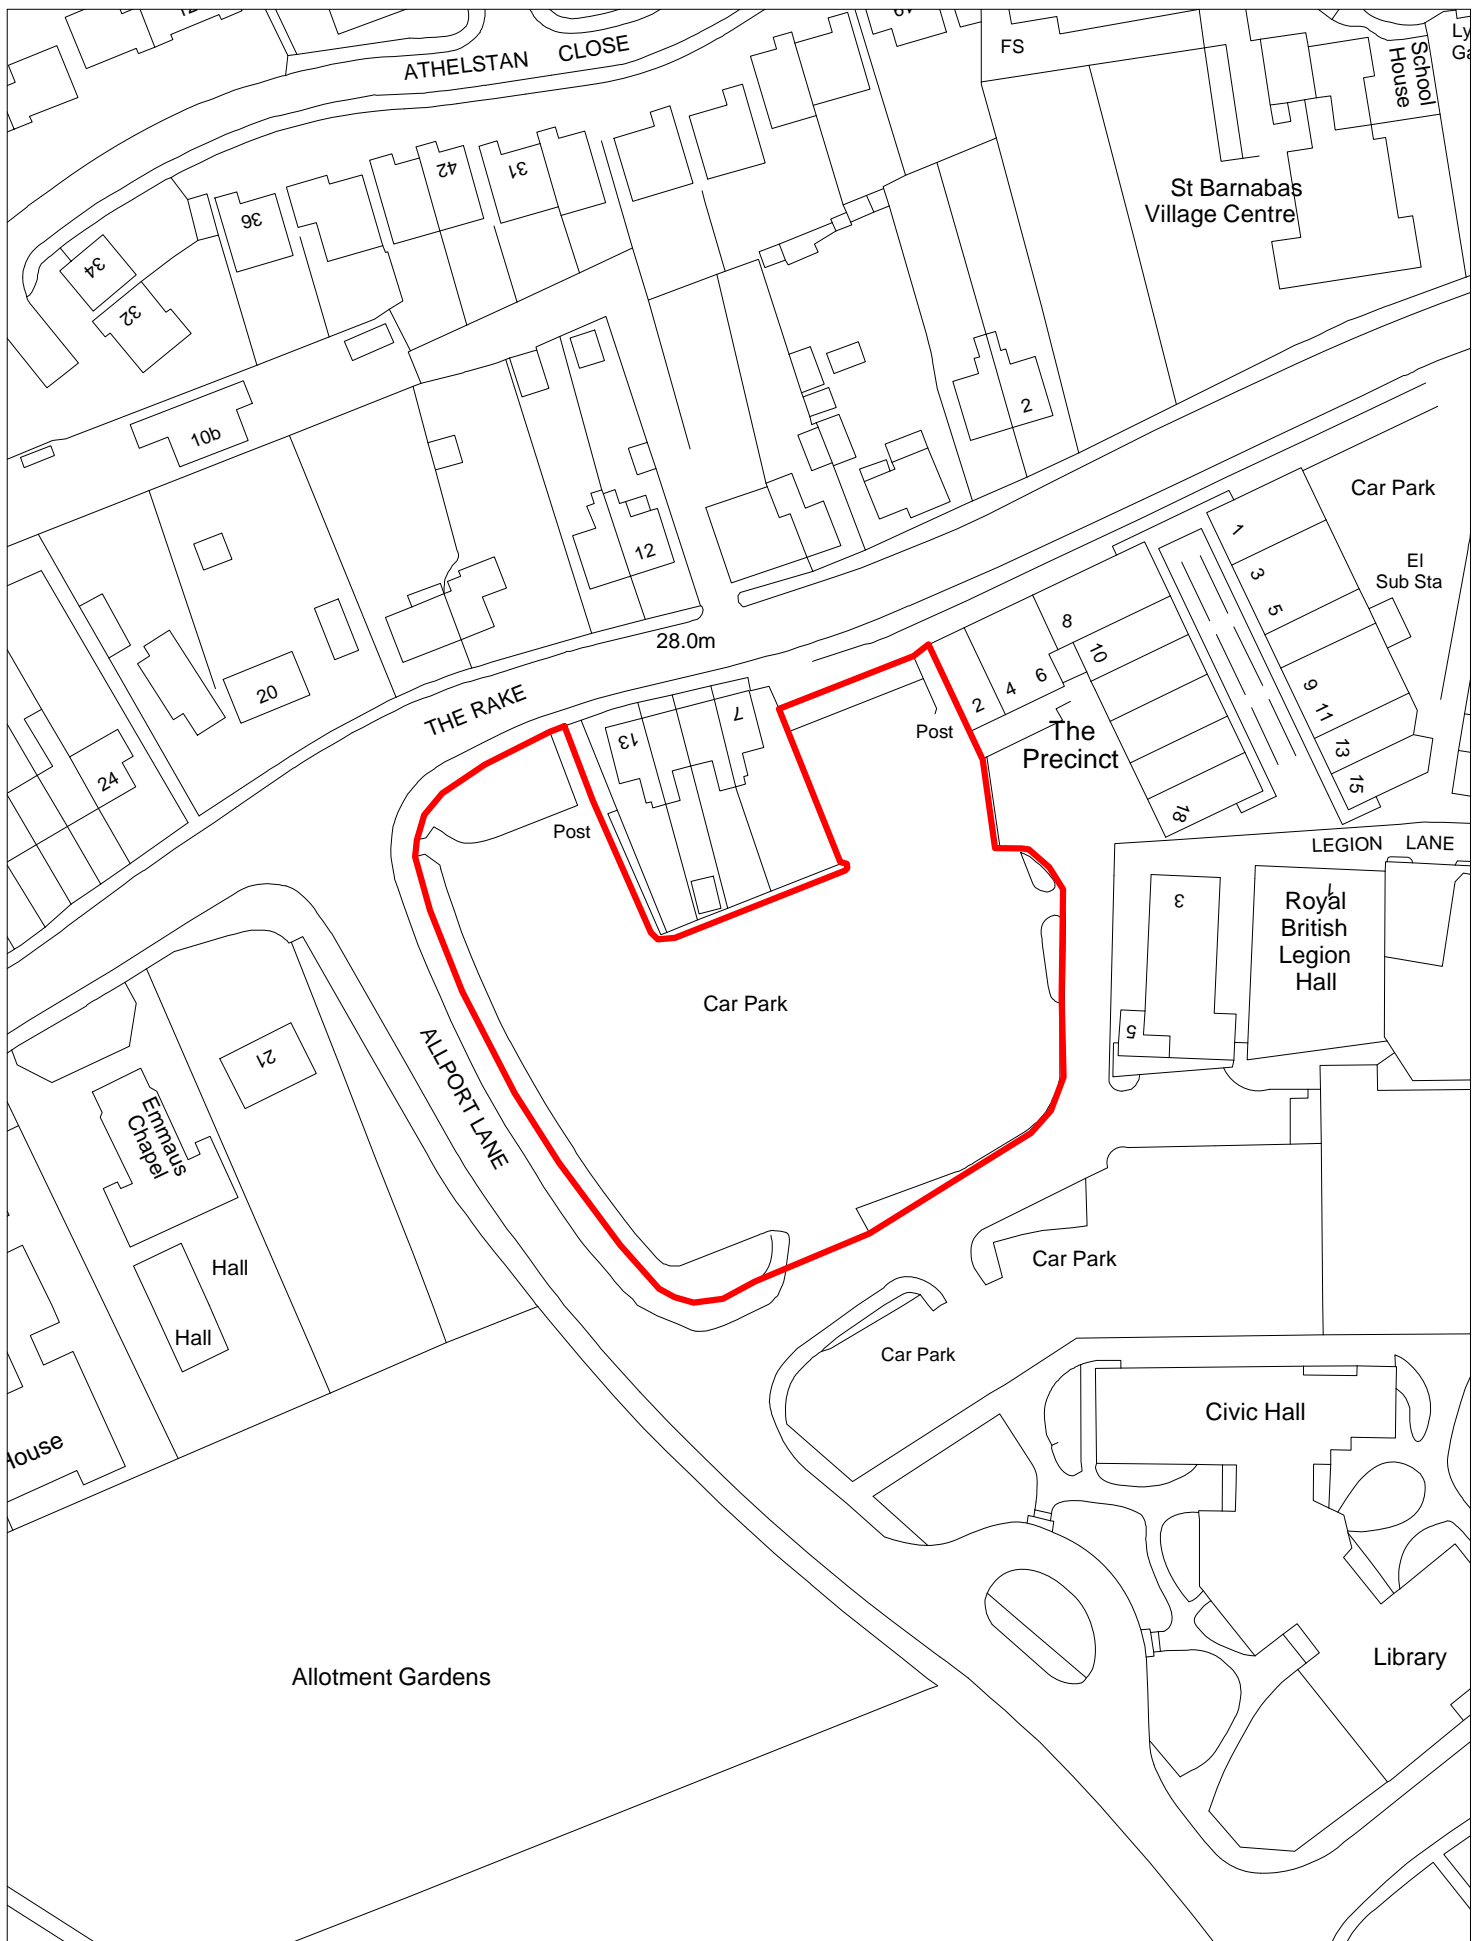 ATHELSTAN CLOSE
FS
School
House
St Barnabas
Village Centre
42
31
36
34
32
10b
2
12
Car Park
El
Sub Sta
1
3
5
9
11
13
15
28.0m
8
10
6
4
2
18
20
THE RAKE
7
13
Post
The
Precinct
24
Post
LEGION LANE
3
5
Royal
British
Legion
Hall
Car Park
21
ALLPORT LANE
Emmaus
Chapel
Hall
Hall
Car Park
Car Park
Civic Hall
House
Allotment Gardens
Library